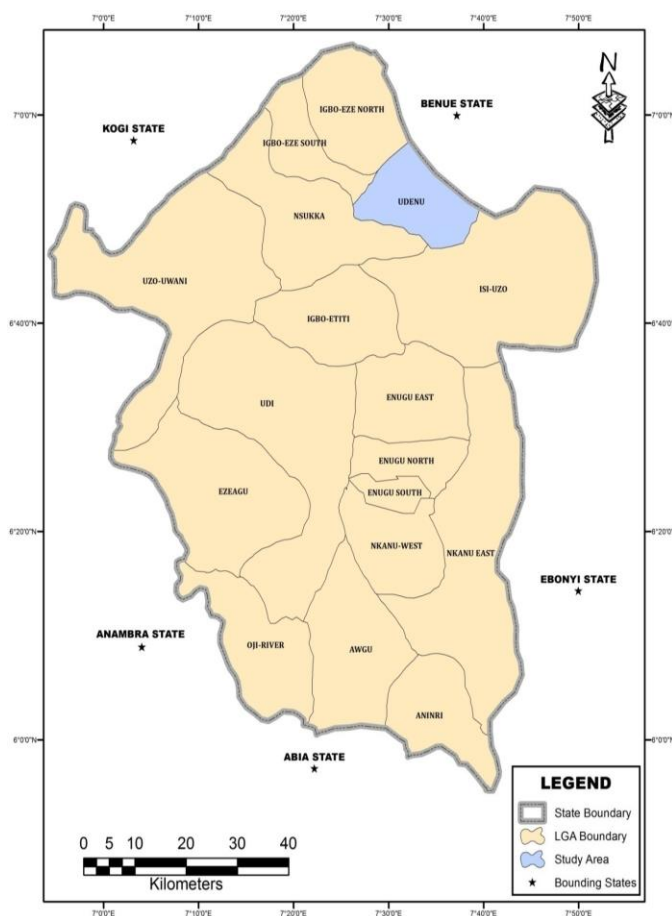 7°0'0"E 7°10'0"E 7°20'0"E 7°30'0"E 7°40'0"E 7°50'0"E
N
IGBO-EZE NORTH
BENUE STATE
7°0'0"N 7°0'0"N
KOGI STATE
IGBO-EZE SOUTH
UDENU
NSUKKA
UZO-UWANI
ISI-UZO
IGBO-ETITI
6°40'0"N 6°40'0"N
UDI
ENUGU EAST
ENUGU NORTH
EZEAGU
ENUGU SOUTH
6°20'0"N 6°20'0"N
NKANU-WEST
NKANU EAST
EBONYI STATE
ANAMBRA STATE
OJI-RIVER
AWGU
ANINRI
6°0'0"N 6°0'0"N
ABIA STATE
LEGEND
State Boundary
LGA Boundary
Study Area
Bounding States
0 5 10 20 30 40
Kilometers
7°0'0"E 7°10'0"E 7°20'0"E 7°30'0"E 7°40'0"E 7°50'0"E